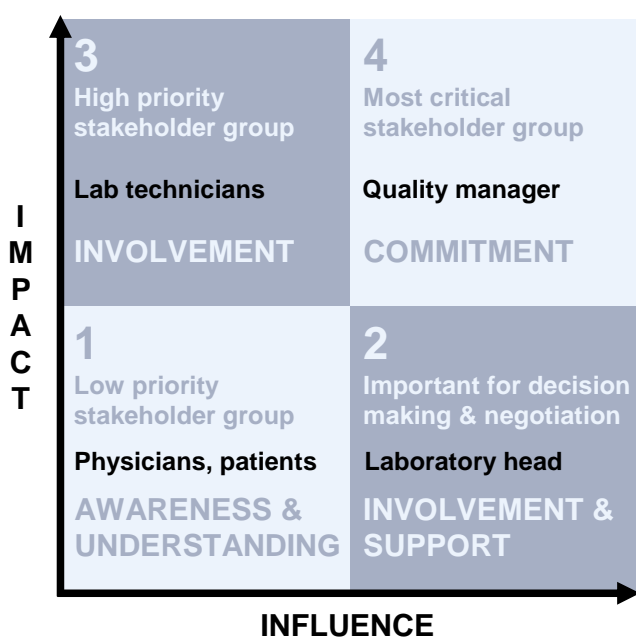 3
High priority
stakeholder group
Lab technicians
INVOLVEMENT
4
Most critical
stakeholder group
Quality manager
COMMITMENT
I
M
P
A
C
T
1
Low priority
stakeholder group
Physicians, patients
AWARENESS &
UNDERSTANDING
2
Important for decision
making & negotiation
Laboratory head
INVOLVEMENT &
SUPPORT
INFLUENCE